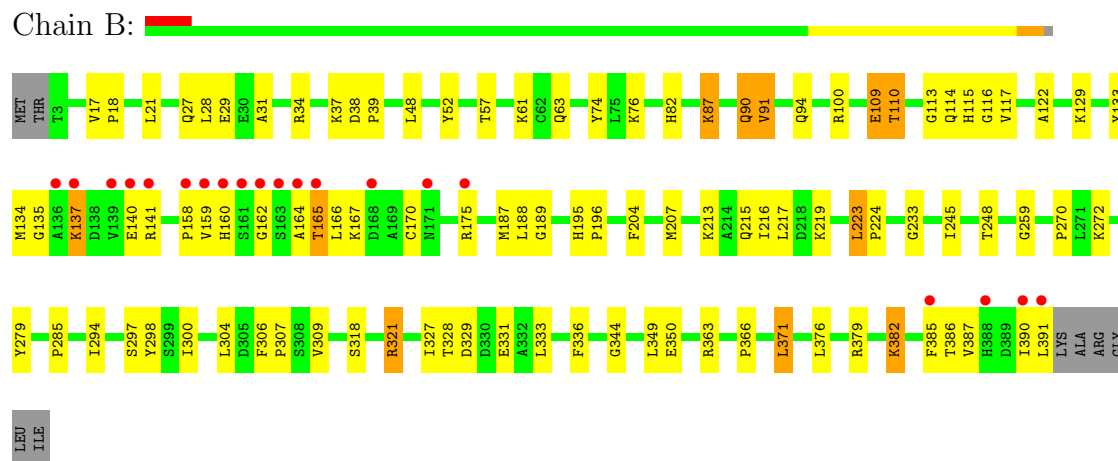 Chain B:
MET THR T3 V17 P18 L21 Q27 L28 E29 E30 A31 R34 K37 D38 P39 L48 Y52 T57 K61 C62 Q63 Y74 L75 K76 H82 K87 Q90 V91 Q94 R100 E109 T110 G113 Q114 H115 G116 V117 A122 K129 Y133
M134 G135 A136 K137 D138 V139 E140 R141 P158 V159 H160 S161 G162 S163 A164 T165 L166 K167 D168 A169 C170 N171 R175 M187 L188 G189 H195 P196 F204 M207 K213 A214 Q215 I216 L217 D218 K219 L223 P224 G233 I245 T248 G259 P270 L271 K272
Y279 P285 I294 S297 Y298 S299 I300 L304 D305 F306 P307 S308 V309 S318 R321 I327 T328 D329 D330 E331 A332 L333 F336 G344 L349 E350 R363 P366 L371 L376 R379 K382 F385 T386 V387 H388 D389 I390 L391 LYS ALA ARG GLY
LEU ILE